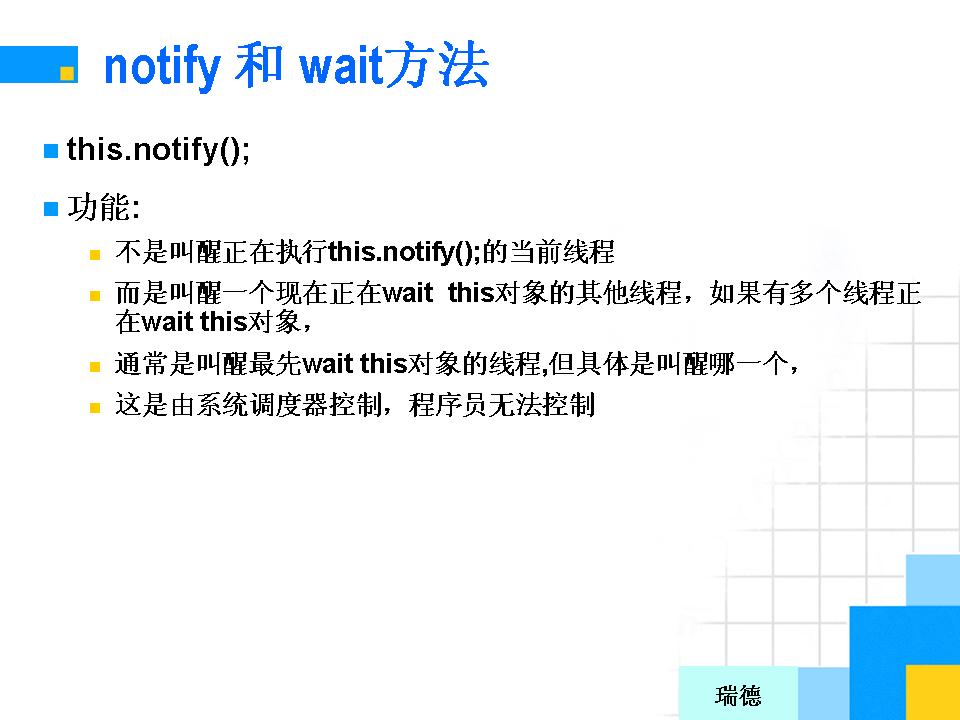 notify 和 wait方法
this.notify();
功能:
不是叫醒正在执行this.notify();的当前线程
而是叫醒一个现在正在wait  this对象的其他线程，如果有多个线程正
在wait this对象，
通常是叫醒最先wait this对象的线程,但具体是叫醒哪一个，
这是由系统调度器控制，程序员无法控制
瑞德